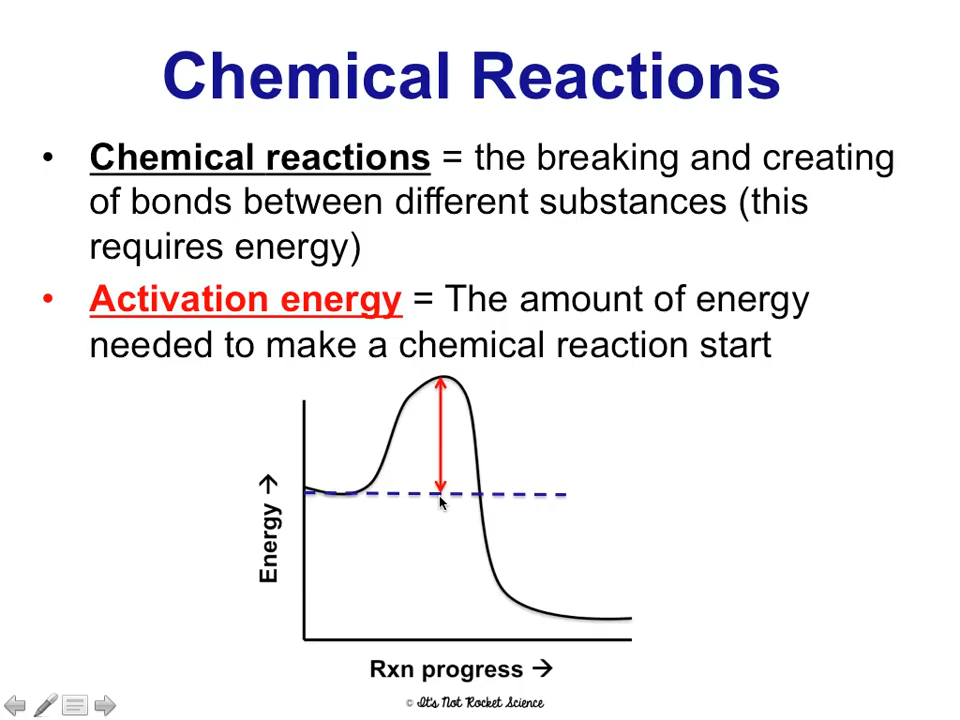 Chemical Reactions
• Chemical reactions = the breaking and creating
of bonds between different substances (this
requires energy)
• Activation energy = The amount of energy
needed to make a chemical reaction start
Energy →
Rxn progress →
© It's Not Rocket Science